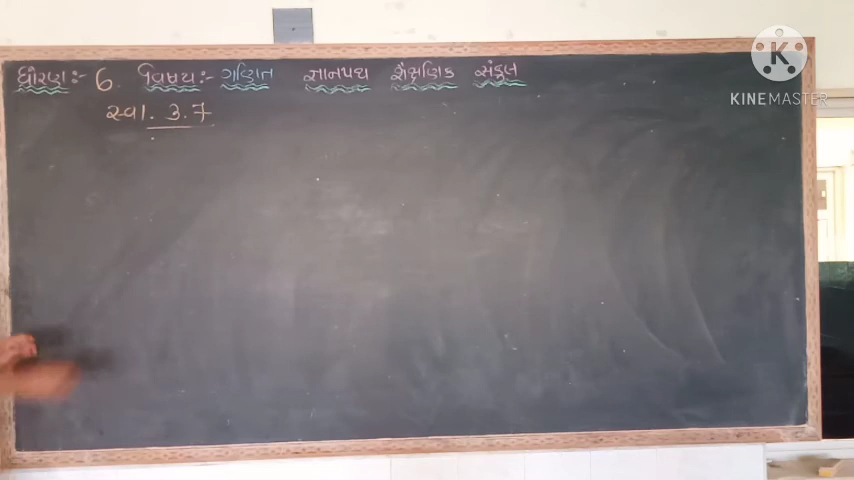 ધોરણ:- 6. વિષય:- ગણિત જ્ઞાનપથ શૈક્ષણિક સંકુલ
સ્વા. 3.7
K
KINEMASTER